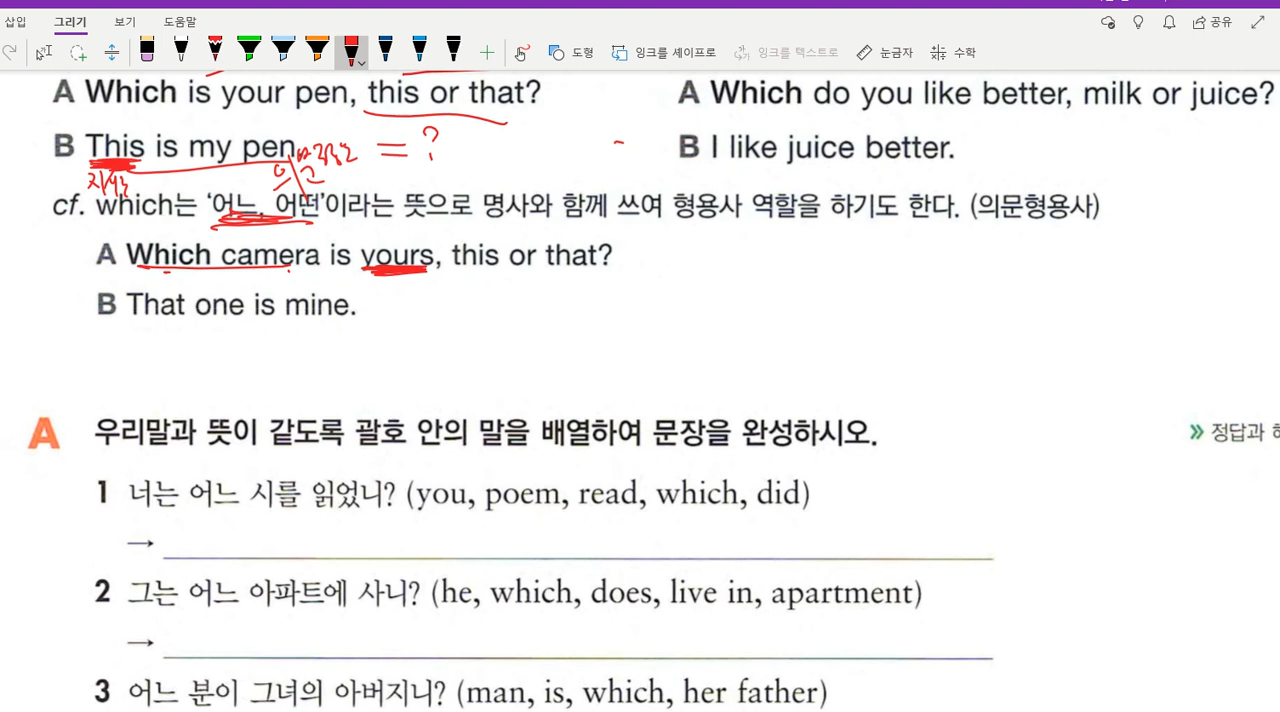 삽입 그리기 보기 도움말
공유
도형 잉크를 셰이프로 잉크를 텍스트로 눈금자 수학
A Which is your pen, this or that?
B This is my pen.
= ?
A Which do you like better, milk or juice?
B I like juice better.
cf. which는 ‘어느, 어떤’이라는 뜻으로 명사와 함께 쓰여 형용사 역할을 하기도 한다. (의문형용사)
A Which camera is yours, this or that?
B That one is mine.
A 우리말과 뜻이 같도록 괄호 안의 말을 배열하여 문장을 완성하시오.
» 정답과
1 너는 어느 시를 읽었니? (you, poem, read, which, did)
→
2 그는 어느 아파트에 사니? (he, which, does, live in, apartment)
→
3 어느 분이 그녀의 아버지니? (man, is, which, her father)